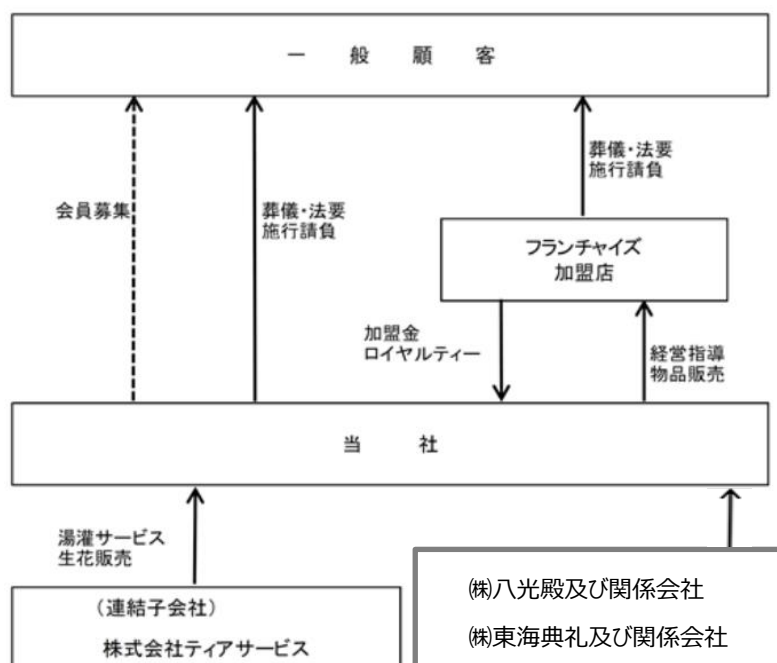 一般顧客
会員募集
葬儀・法要
施行請負
葬儀・法要
施行請負
フランチャイズ
加盟店
加盟金
ロイヤルティー
経営指導
物品販売
当社
湯灌サービス
生花販売
（連結子会社）
株式会社ティアサービス
㈱八光殿及び関係会社
㈱東海典礼及び関係会社